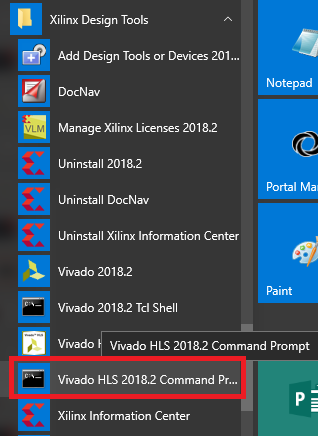 Xilinx Design Tools
Add Design Tools or Devices 201...
DocNav
VLM
Manage Xilinx Licenses 2018.2
Uninstall 2018.2
Uninstall DocNav
Uninstall Xilinx Information Center
Vivado 2018.2
Vivado 2018.2 Tcl Shell
Vivado H
Vivado HLS 2018.2 Command Prompt
Vivado HLS 2018.2 Command Pr...
Xilinx Information Center
Notepad
Portal Ma
Paint
P